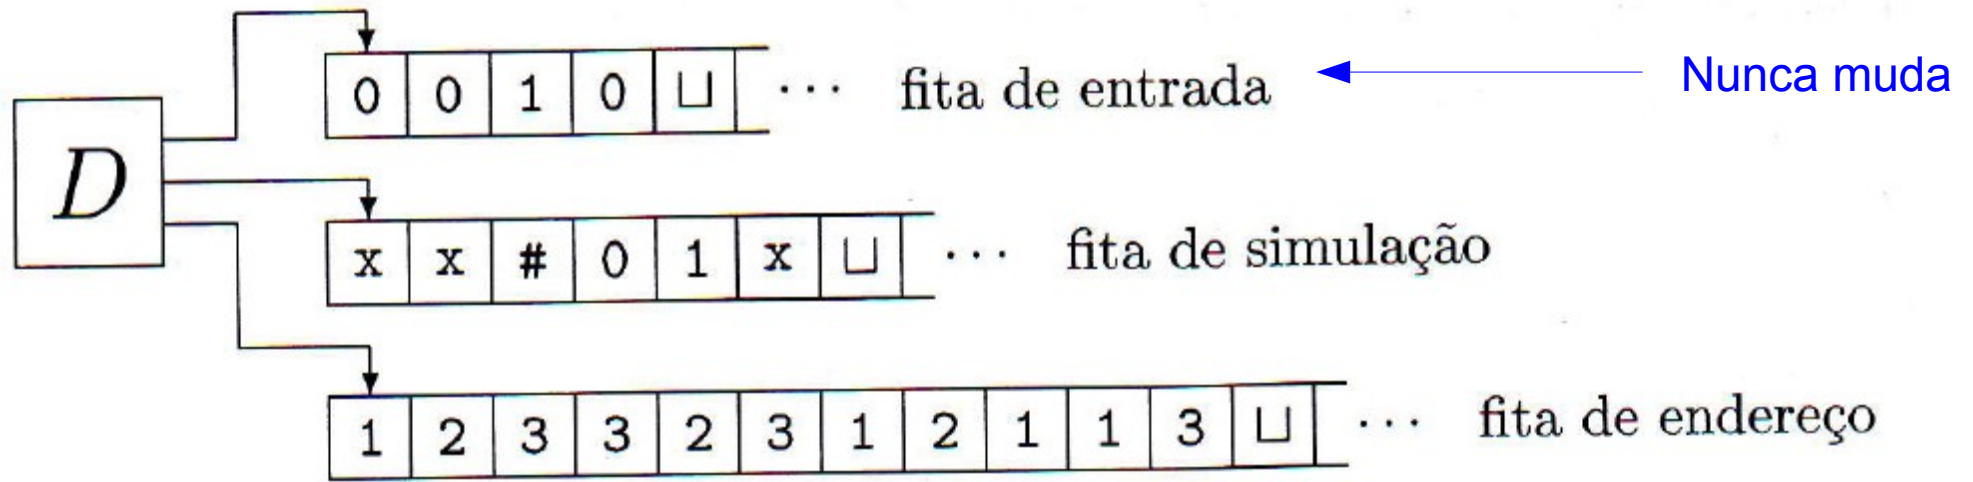 0 0 1 0 ⊔ ··· fita de entrada Nunca muda
D
x x # 0 1 x ⊔ ··· fita de simulação
1 2 3 3 2 3 1 2 1 1 3 ⊔ ··· fita de endereço